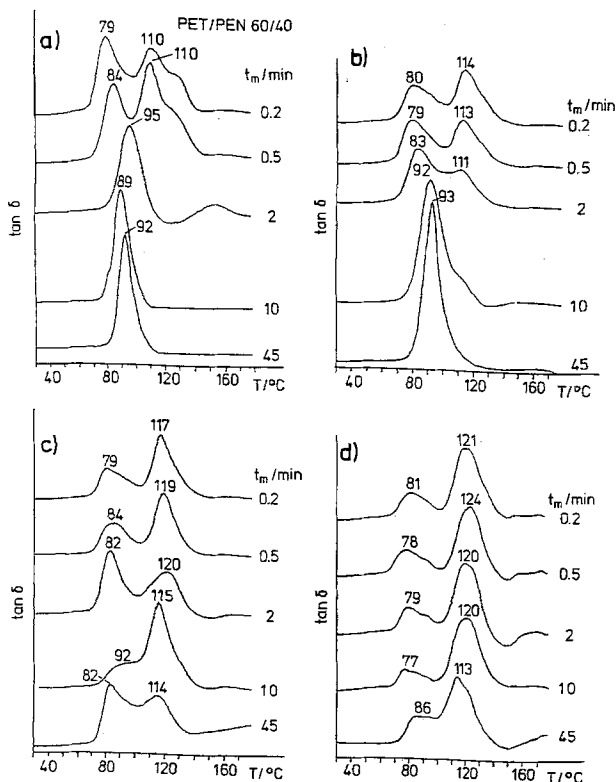 PET/PEN 60/40
a)
79
110
110
t_m/min
84
0.2
95
0.5
89
2
92
10
45
tan δ
40 80 120 160
T/°C
b)
80
114
t_m/min
79
113
0.2
83
111
0.5
92
93
2
10
45
tan δ
40 80 120 160
T/°C
c)
79
117
t_m/min
0.2
84
119
0.5
82
120
2
92
115
10
82
114
45
tan δ
40 80 120 160
T/°C
d)
81
121
t_m/min
0.2
78
124
0.5
79
120
2
77
120
10
86
113
45
tan δ
40 80 120 160
T/°C